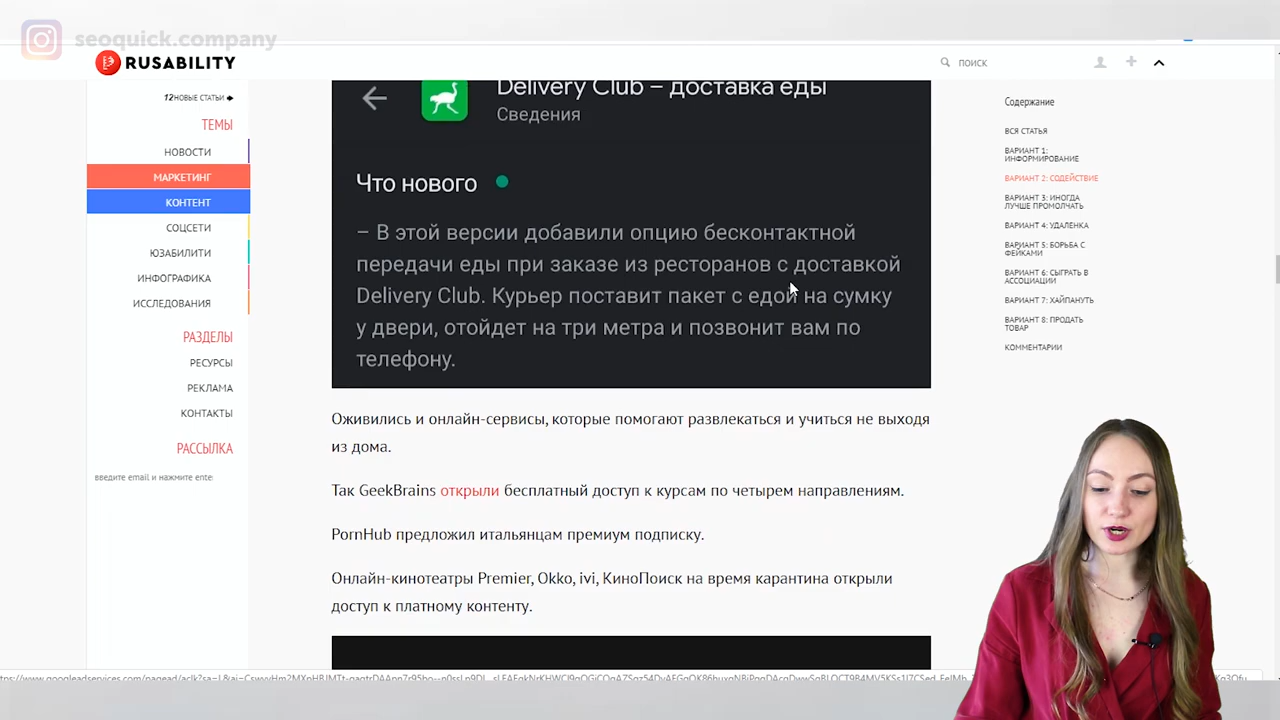 seoquick.company
RUSABILITY
ПОИСК
12 НОВЫЕ СТАТЬИ
ТЕМЫ
НОВОСТИ
МАРКЕТИНГ
КОНТЕНТ
СОЦСЕТИ
ЮЗАБИЛИТИ
ИНФОГРАФИКА
ИССЛЕДОВАНИЯ
РАЗДЕЛЫ
РЕСУРСЫ
РЕКЛАМА
КОНТАКТЫ
РАССЫЛКА
введите email и нажмите enter
Delivery Club – доставка еды
Сведения
Что нового
– В этой версии добавили опцию бесконтактной
передачи еды при заказе из ресторанов с доставкой
Delivery Club. Курьер поставит пакет с едой на сумку
у двери, отойдет на три метра и позвонит вам по
телефону.
Оживились и онлайн-сервисы, которые помогают развлекаться и учиться не выходя
из дома.
Так GeekBrains открыли бесплатный доступ к курсам по четырем направлениям.
PornHub предложил итальянцам премиум подписку.
Онлайн-кинотеатры Premier, Okko, ivi, КиноПоиск на время карантина открыли
доступ к платному контенту.
Содержание
ВСЯ СТАТЬЯ
ВАРИАНТ 1:
ИНФОРМИРОВАНИЕ
ВАРИАНТ 2: СОДЕЙСТВИЕ
ВАРИАНТ 3: ИНОГДА
ЛУЧШЕ ПРОМОЛЧАТЬ
ВАРИАНТ 4: УДАЛЕНКА
ВАРИАНТ 5: БОРЬБА С
ФЕЙКАМИ
ВАРИАНТ 6: СЫГРАТЬ В
АССОЦИАЦИИ
ВАРИАНТ 7: ХАЙПАНУТЬ
ВАРИАНТ 8: ПРОДАТЬ
ТОВАР
КОММЕНТАРИИ